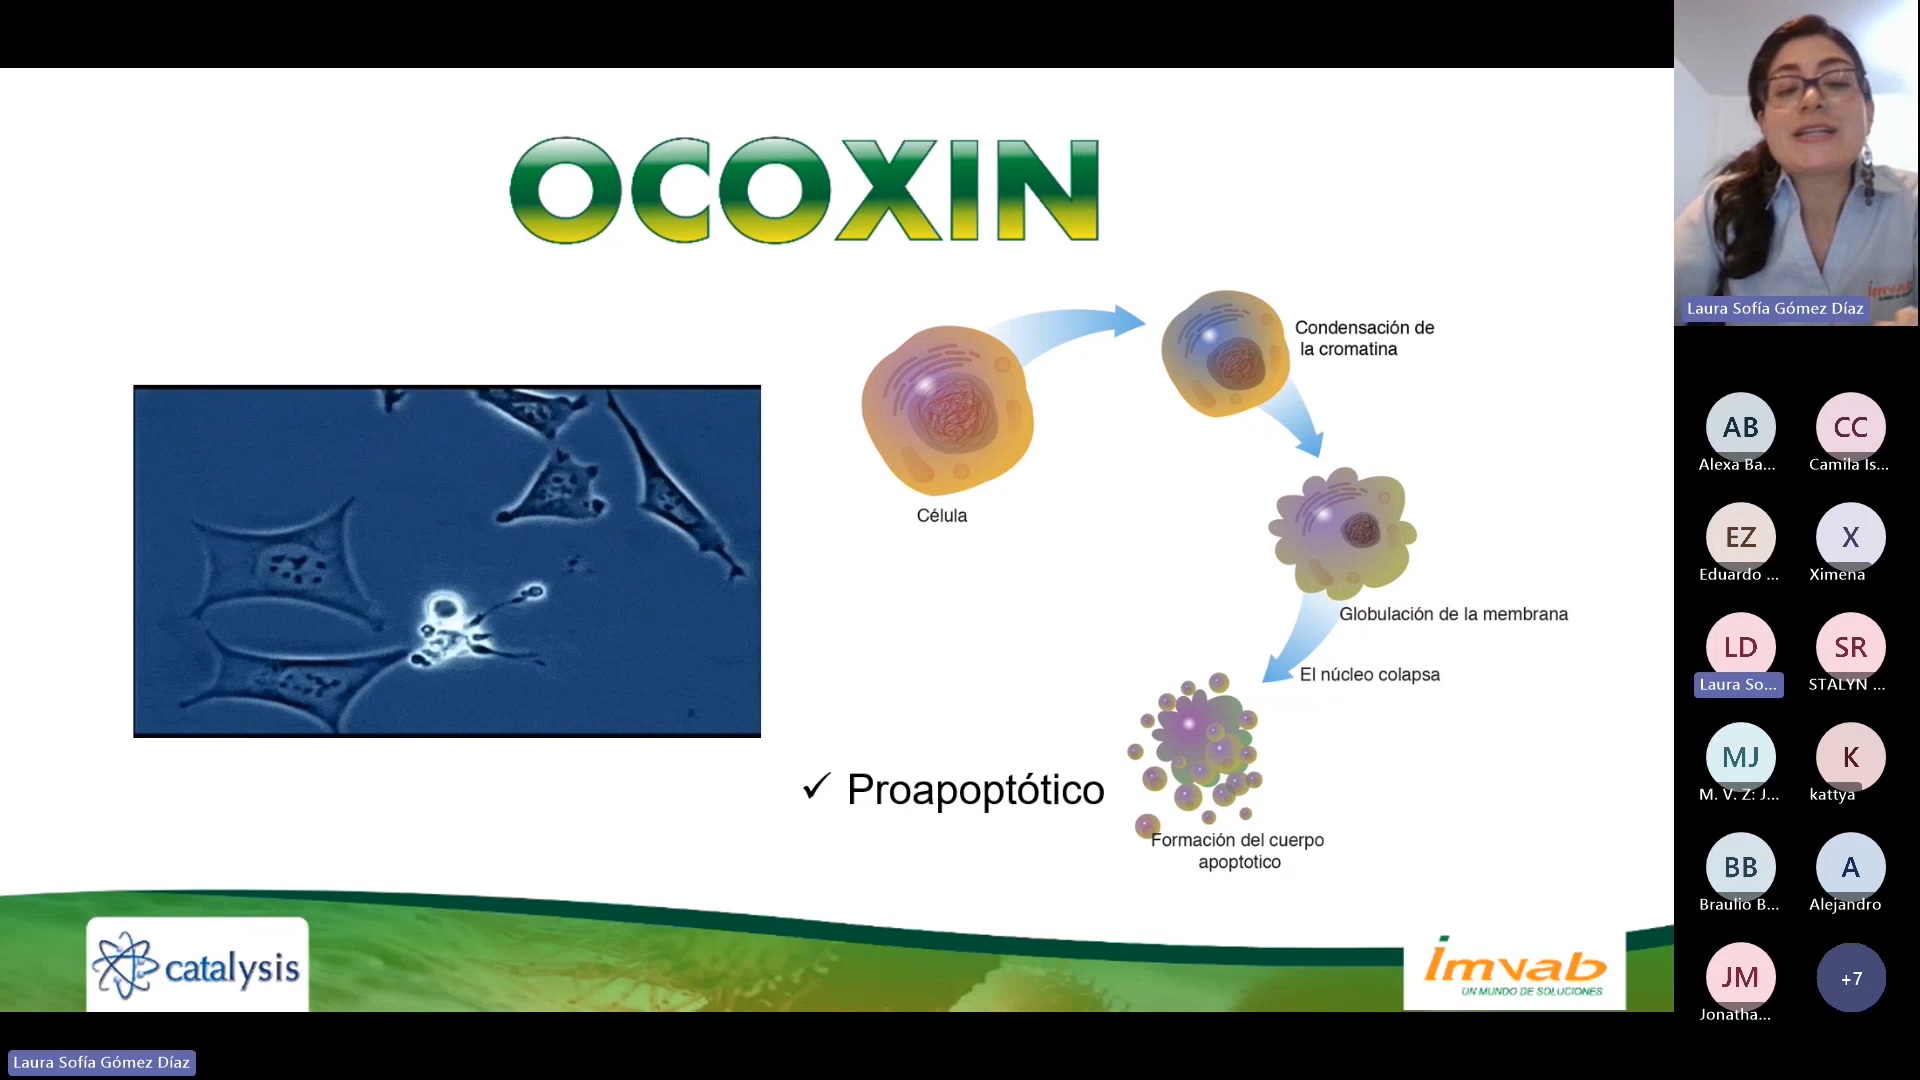 OCOXIN
Condensación de
la cromatina
Célula
Globulación de la membrana
El núcleo colapsa
✓ Proapoptótico
Formación del cuerpo
apoptotico
catalysis
imvab
UN MUNDO DE SOLUCIONES
Laura Sofía Gómez Díaz
imvab
Laura Sofía Gómez Díaz
AB
Alexa Ba...
CC
Camila Is...
EZ
Eduardo ...
X
Ximena
LD
Laura So...
SR
STALYN ...
MJ
M. V. Z: J...
K
kattya
BB
Braulio B...
A
Alejandro
JM
Jonatha...
+7